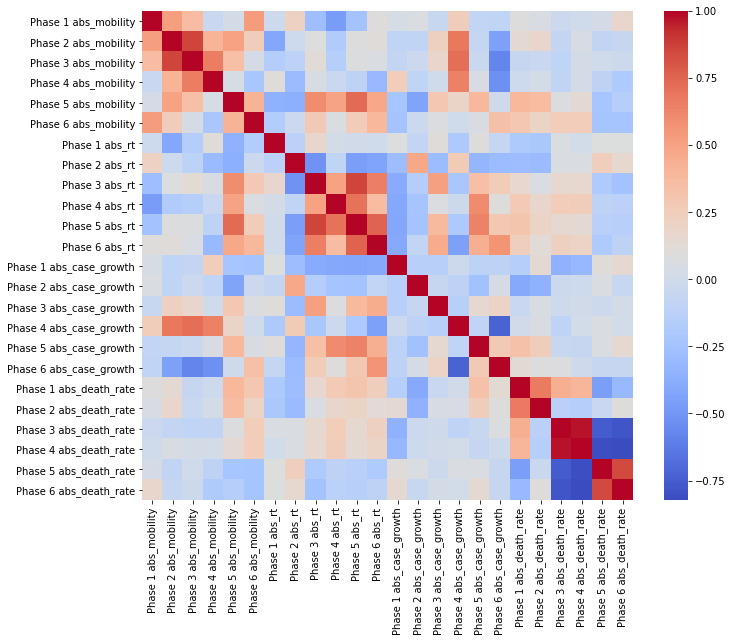 Phase 1 abs_mobility
Phase 2 abs_mobility
Phase 3 abs_mobility
Phase 4 abs_mobility
Phase 5 abs_mobility
Phase 6 abs_mobility
Phase 1 abs_rt
Phase 2 abs_rt
Phase 3 abs_rt
Phase 4 abs_rt
Phase 5 abs_rt
Phase 6 abs_rt
Phase 1 abs_case_growth
Phase 2 abs_case_growth
Phase 3 abs_case_growth
Phase 4 abs_case_growth
Phase 5 abs_case_growth
Phase 6 abs_case_growth
Phase 1 abs_death_rate
Phase 2 abs_death_rate
Phase 3 abs_death_rate
Phase 4 abs_death_rate
Phase 5 abs_death_rate
Phase 6 abs_death_rate
Phase 1 abs_mobility
Phase 2 abs_mobility
Phase 3 abs_mobility
Phase 4 abs_mobility
Phase 5 abs_mobility
Phase 6 abs_mobility
Phase 1 abs_rt
Phase 2 abs_rt
Phase 3 abs_rt
Phase 4 abs_rt
Phase 5 abs_rt
Phase 6 abs_rt
Phase 1 abs_case_growth
Phase 2 abs_case_growth
Phase 3 abs_case_growth
Phase 4 abs_case_growth
Phase 5 abs_case_growth
Phase 6 abs_case_growth
Phase 1 abs_death_rate
Phase 2 abs_death_rate
Phase 3 abs_death_rate
Phase 4 abs_death_rate
Phase 5 abs_death_rate
Phase 6 abs_death_rate
1.00
0.75
0.50
0.25
0.00
−0.25
−0.50
−0.75